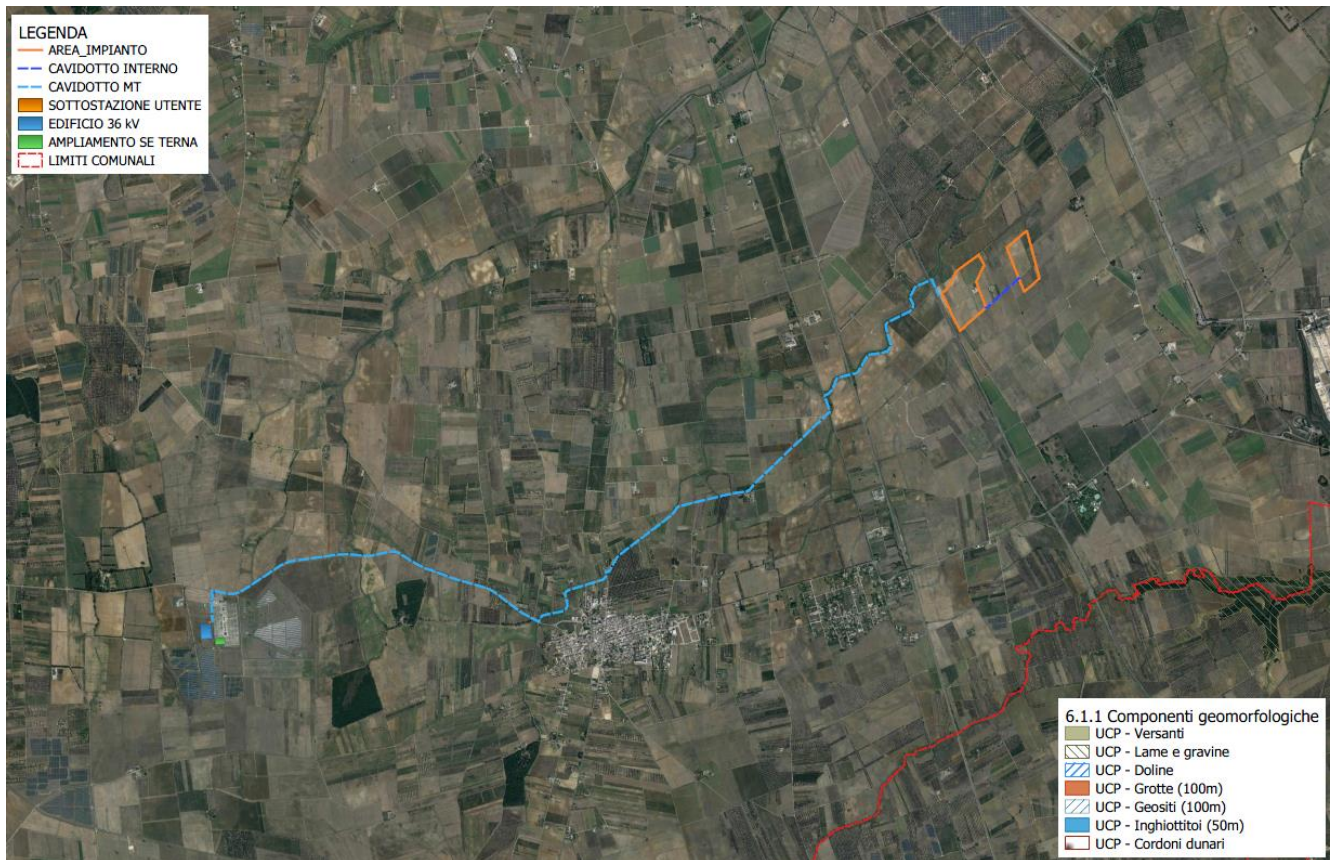 LEGENDA
AREA_IMPIANTO
CAVIDOTTO INTERNO
CAVIDOTTO MT
SOTTOSTAZIONE UTENTE
EDIFICIO 36 kV
AMPLIAMENTO SE TERNA
LIMITI COMUNALI
6.1.1 Componenti geomorfologiche
UCP - Versanti
UCP - Lame e gravine
UCP - Doline
UCP - Grotte (100m)
UCP - Geositi (100m)
UCP - Inghiottitoi (50m)
UCP - Cordoni dunari